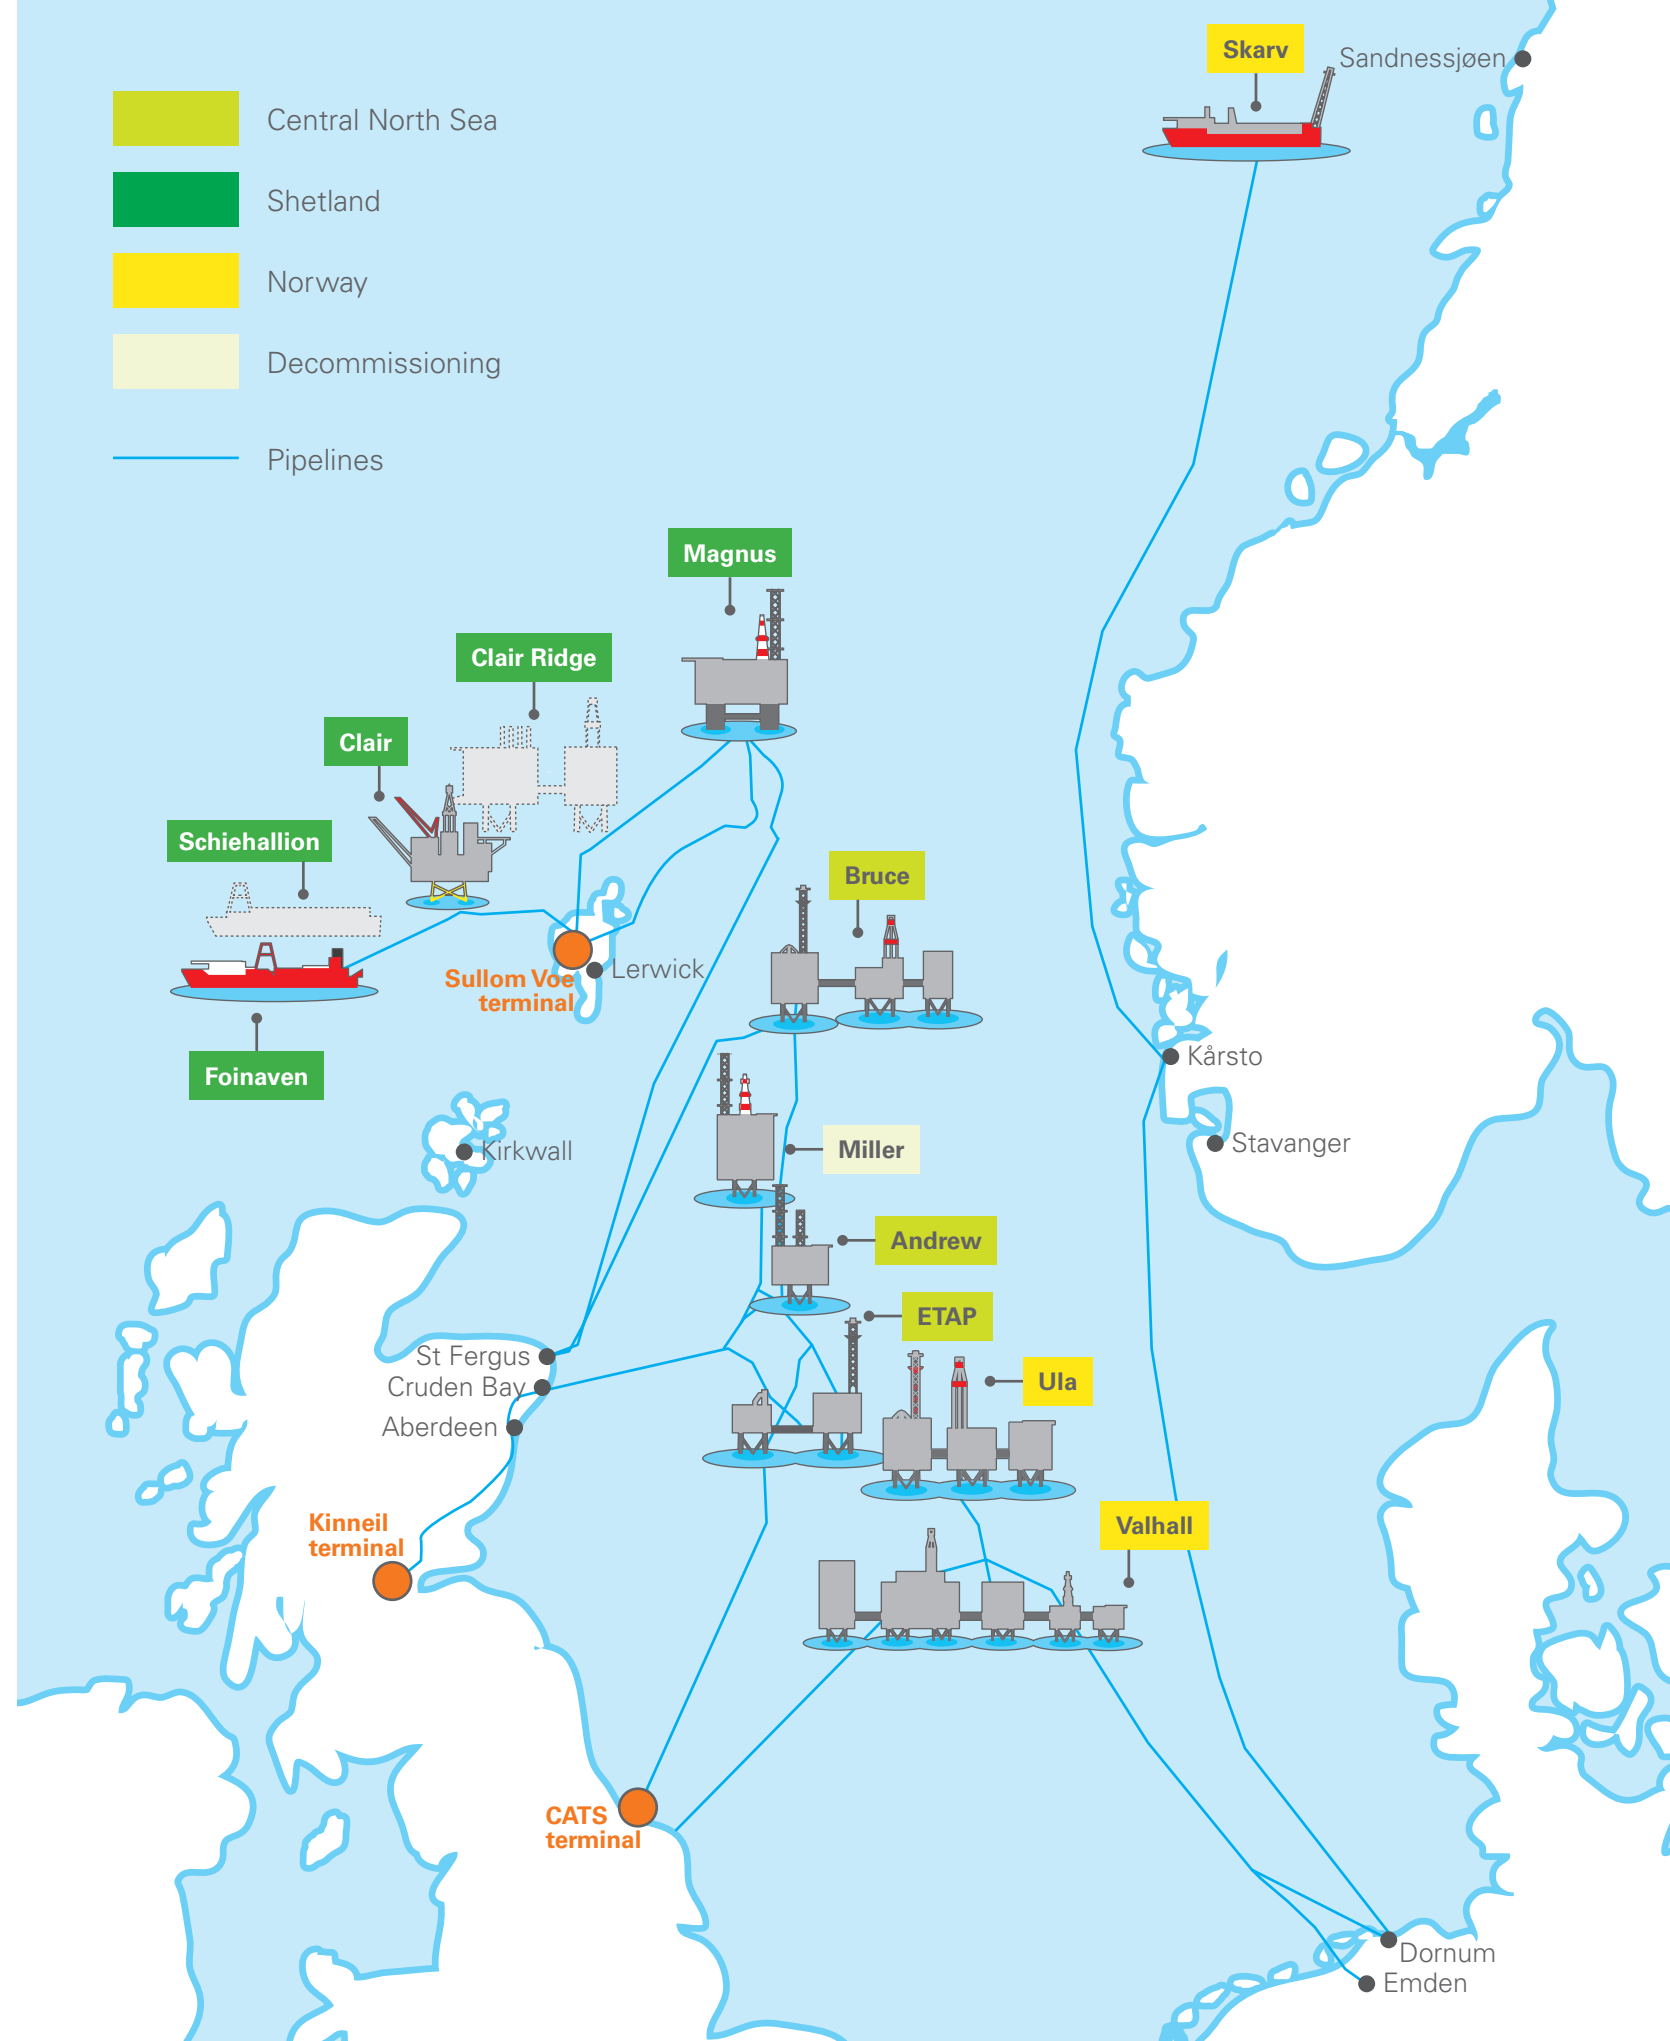 Skarv
Sandnessjøen
Central North Sea
Shetland
Norway
Decommissioning
Pipelines
Magnus
Clair Ridge
Clair
Schiehallion
Bruce
Sullom Voe
terminal
Lerwick
Foinaven
Kårsto
Kirkwall
Miller
Stavanger
Andrew
ETAP
St Fergus
Cruden Bay
Ula
Aberdeen
Kinneil
terminal
Valhall
CATS
terminal
Dornum
Emden